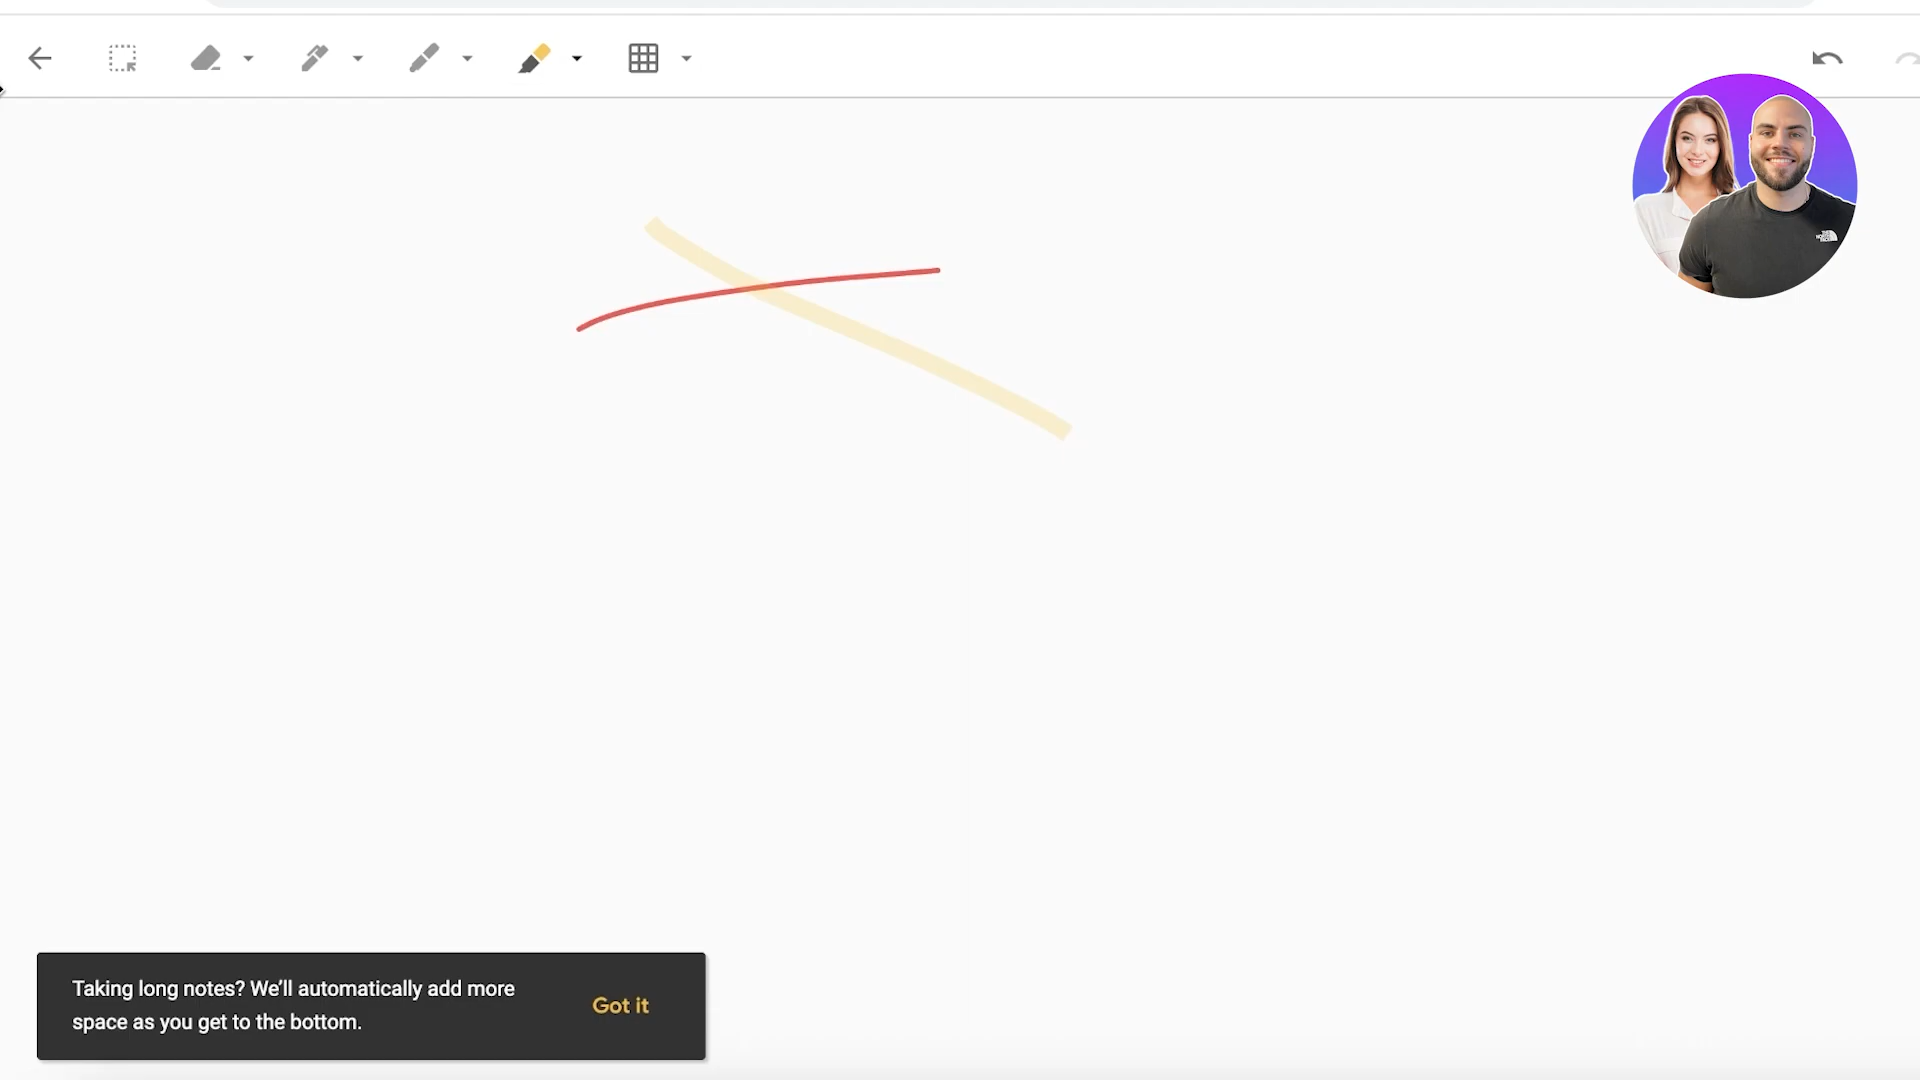 Taking long notes? We'll automatically add more
space as you get to the bottom.
Got it